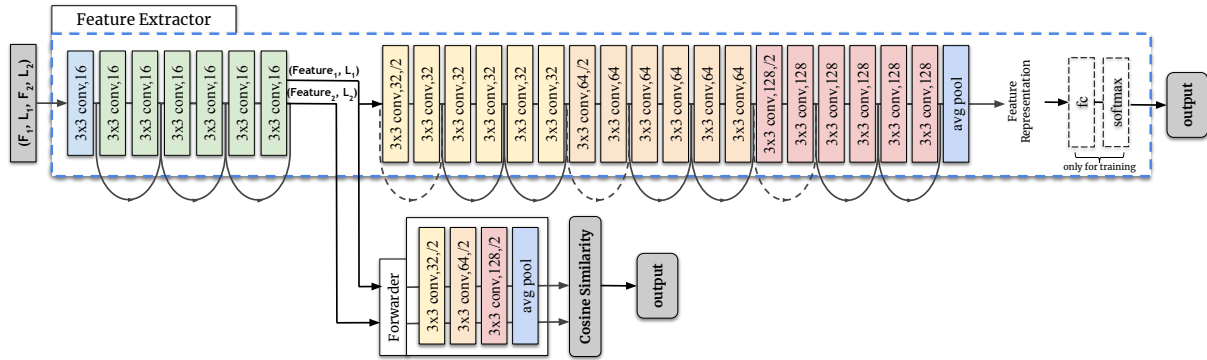 Feature Extractor
(F1, L1, F2, L2)
3x3 conv,16
3x3 conv,16
3x3 conv,16
3x3 conv,16
3x3 conv,16
3x3 conv,16
3x3 conv,16
(Feature1, L1)
(Feature2, L2)
3x3 conv,32,/2
3x3 conv,32
3x3 conv,32
3x3 conv,32
3x3 conv,32
3x3 conv,32
3x3 conv,64,/2
3x3 conv,64
3x3 conv,64
3x3 conv,64
3x3 conv,64
3x3 conv,64
3x3 conv,128,/2
3x3 conv,128
3x3 conv,128
3x3 conv,128
3x3 conv,128
3x3 conv,128
avg pool
Feature
Representation
fc
softmax
only for training
output
Forwarder
3x3 conv,32,/2
3x3 conv,64,/2
3x3 conv,128,/2
avg pool
Cosine Similarity
output